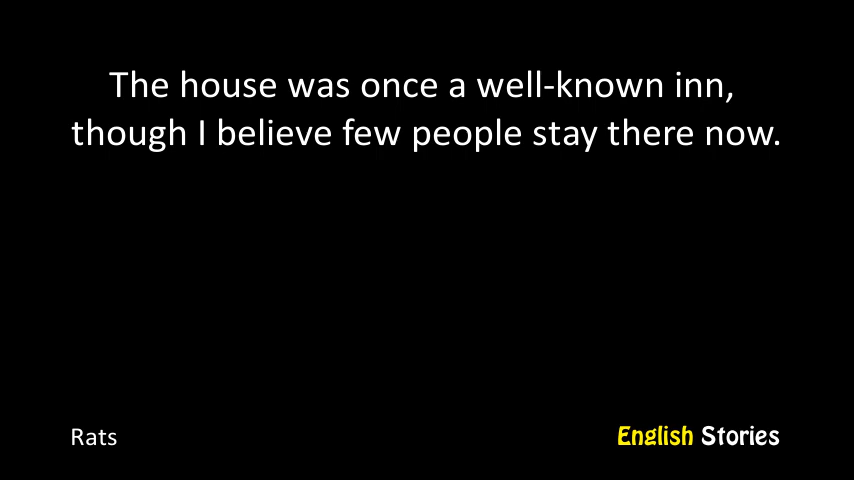 The house was once a well-known inn,
though I believe few people stay there now.
Rats
English Stories